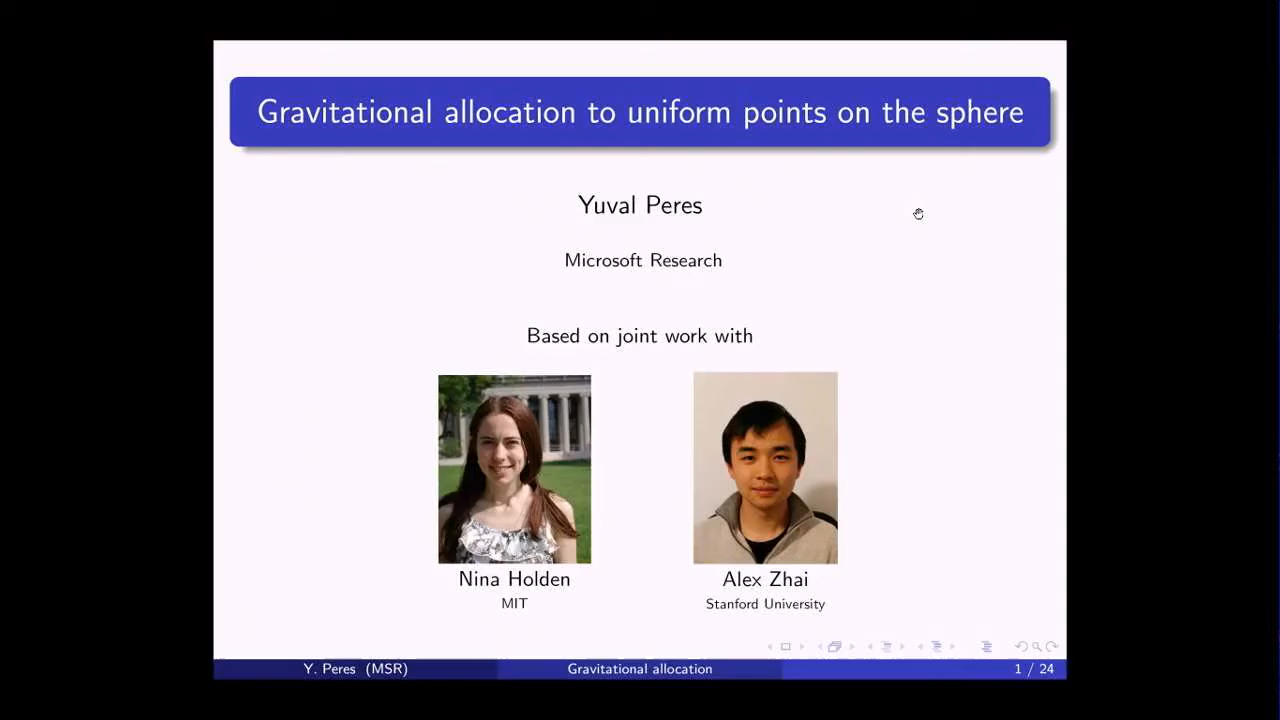 Gravitational allocation to uniform points on the sphere
Yuval Peres
Microsoft Research
Based on joint work with
Nina Holden
MIT
Alex Zhai
Stanford University
Y. Peres (MSR)
Gravitational allocation
1 / 24